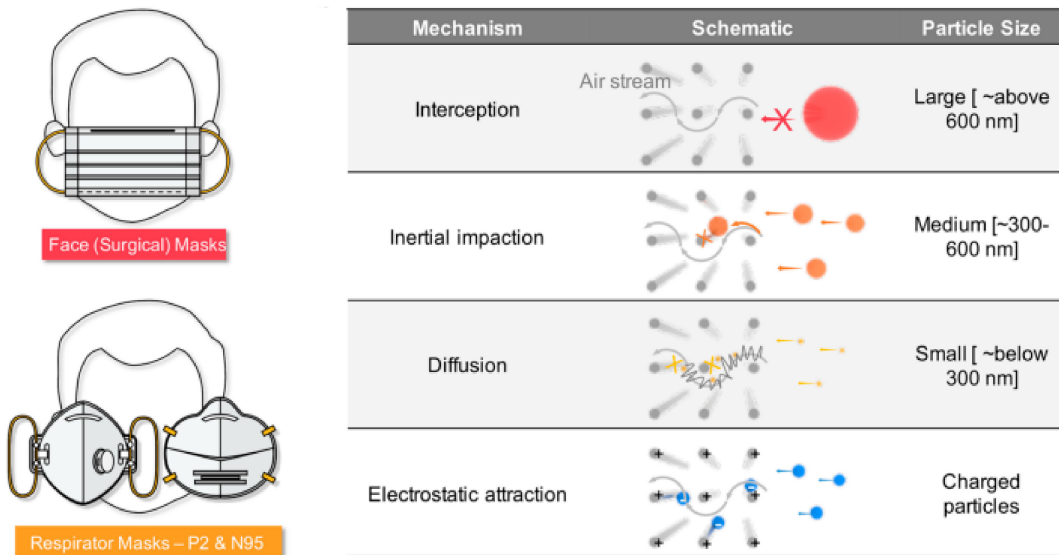 Face (Surgical) Masks
Respirator Masks – P2 & N95
Mechanism Schematic Particle Size
Interception
Air stream
Large [ ~above
600 nm]
Inertial impaction
Medium [~300-
600 nm]
Diffusion
Small [ ~below
300 nm]
Electrostatic attraction
Charged
particles